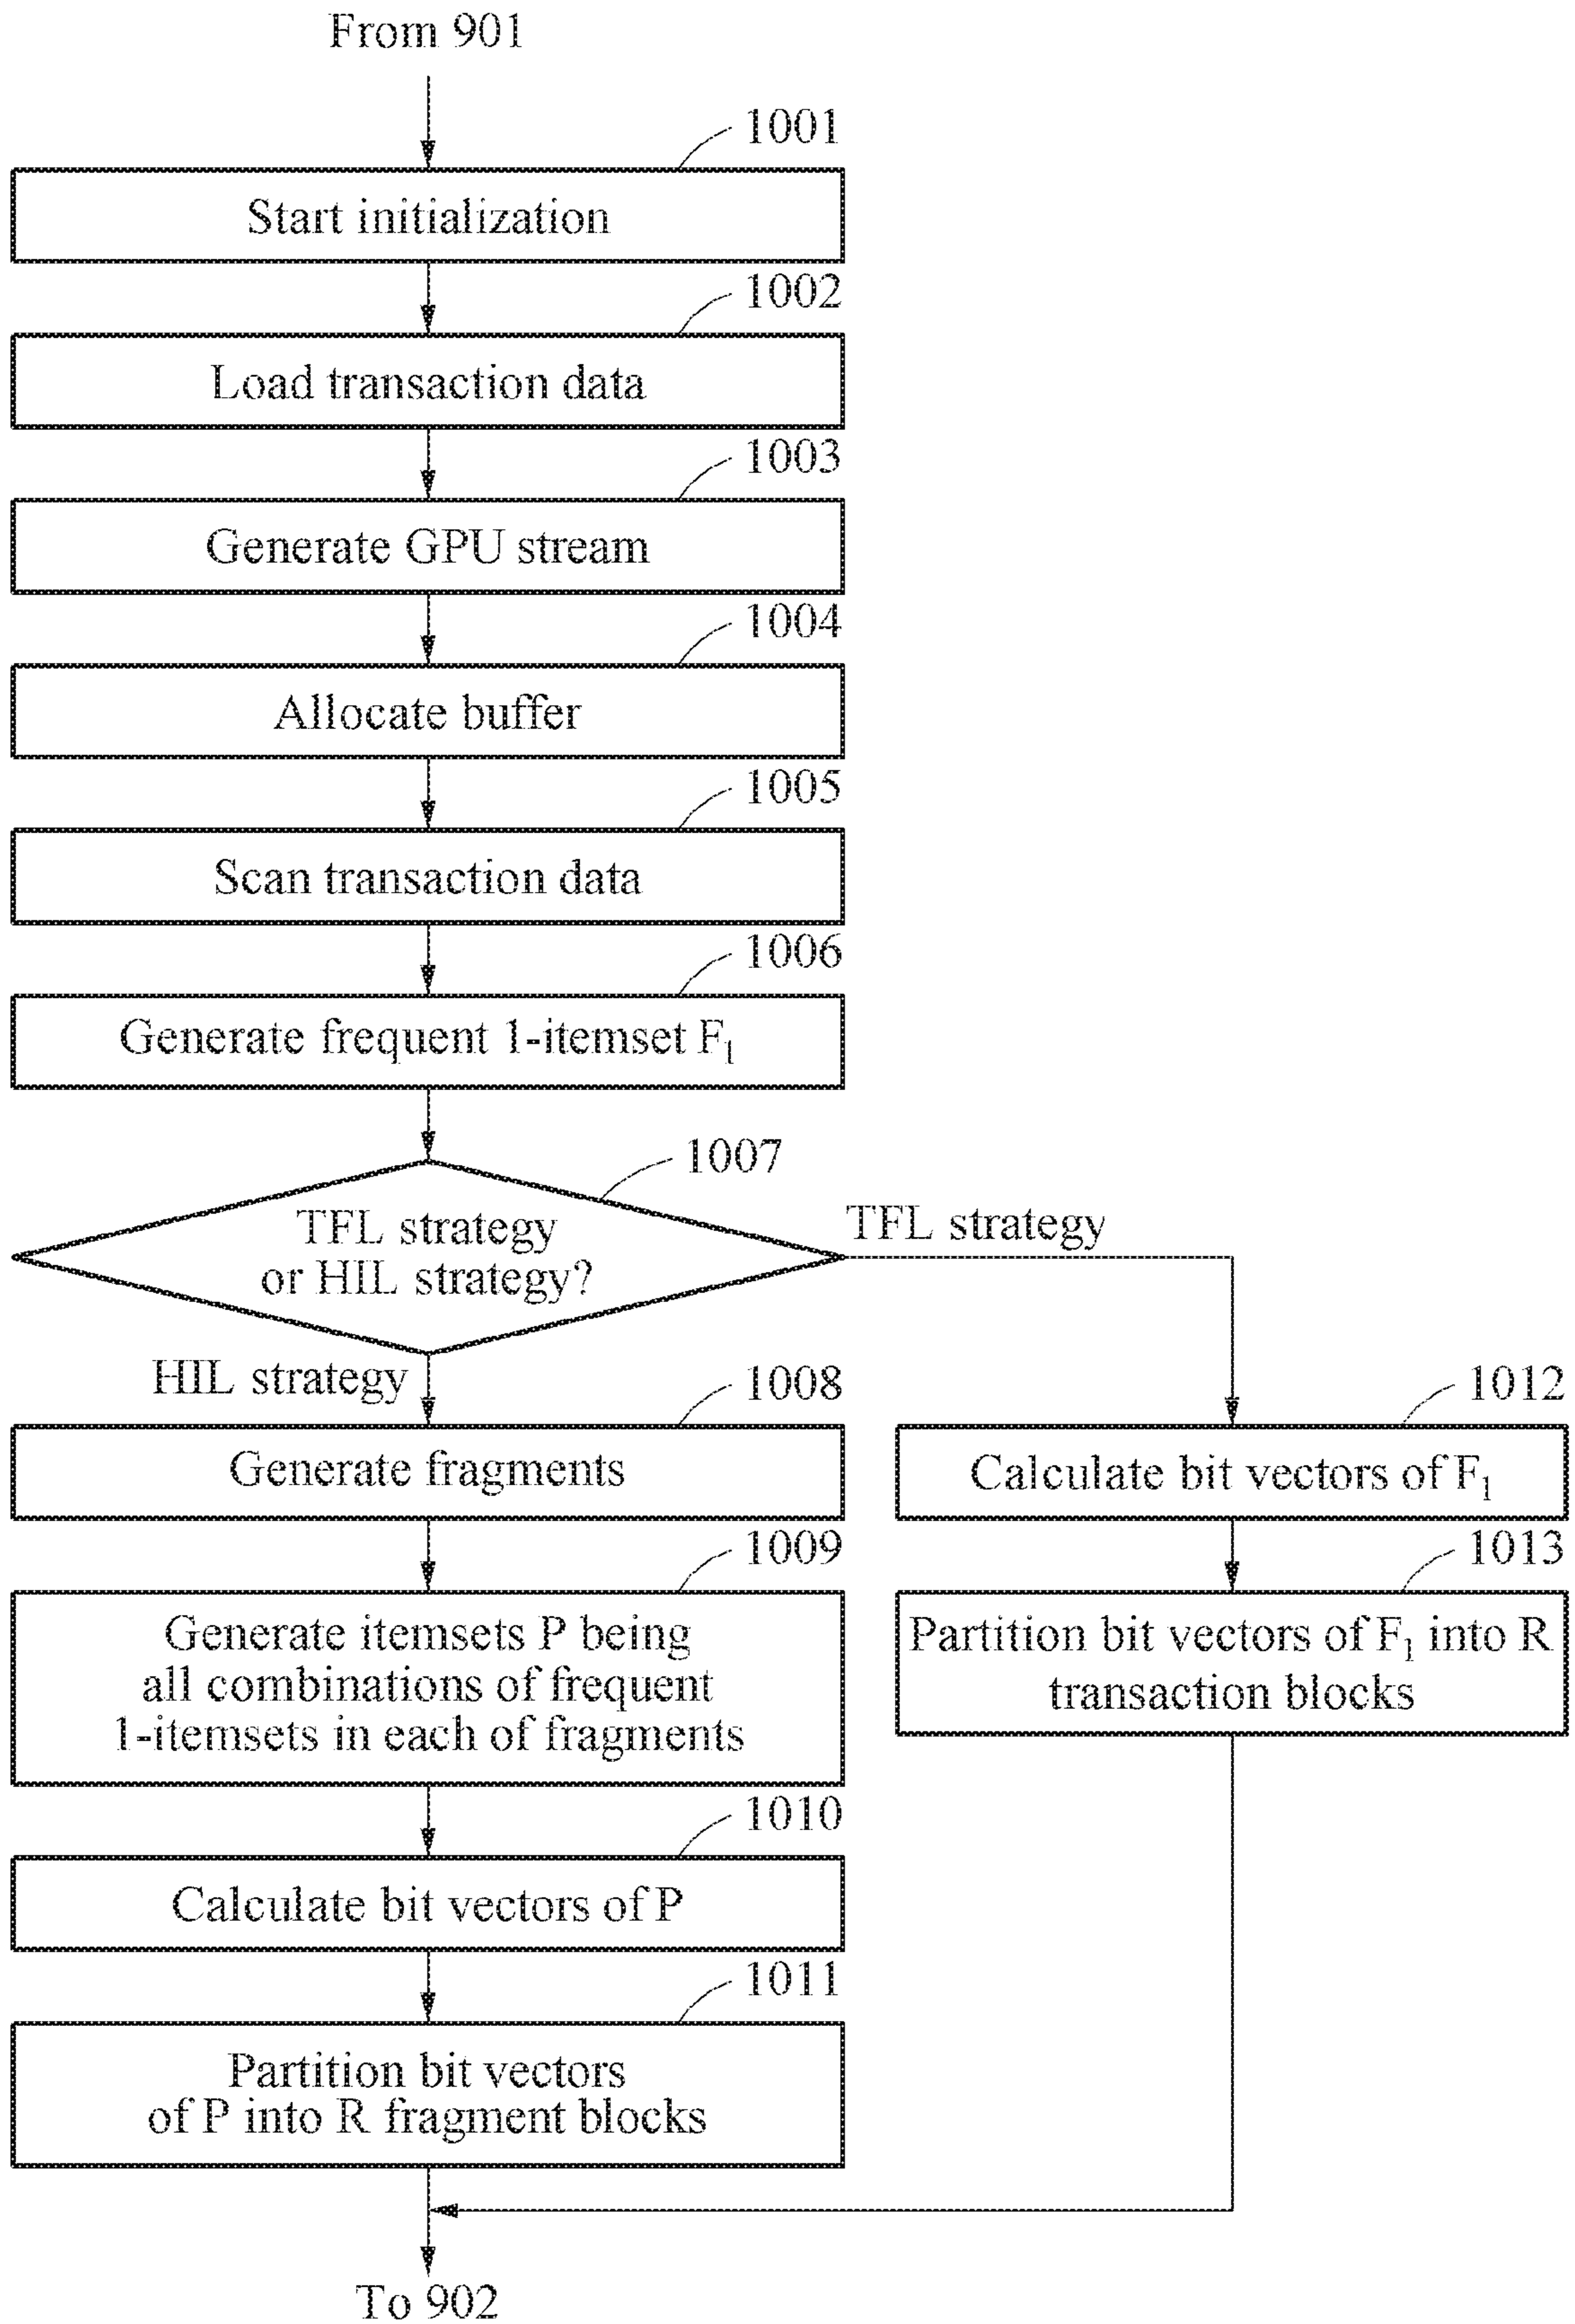 From 901
1001
Start initialization
1002
Load transaction data
1003
Generate GPU stream
1004
Allocate buffer
1005
Scan transaction data
1006
Generate frequent 1-itemset F₁
1007
TFL strategy
or HIL strategy?
TFL strategy
HIL strategy
1008
Generate fragments
1009
Generate itemsets P being
all combinations of frequent
1-itemsets in each of fragments
1010
Calculate bit vectors of P
1011
Partition bit vectors
of P into R fragment blocks
1012
Calculate bit vectors of F₁
1013
Partition bit vectors of F₁ into R
transaction blocks
To 902